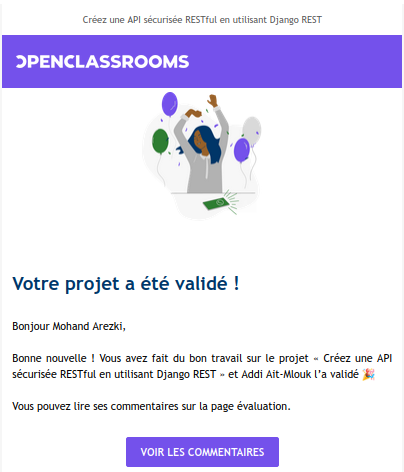 Créez une API sécurisée RESTful en utilisant Django REST
OPENCLASSROOMS
Votre projet a été validé !
Bonjour Mohand Arezki,
Bonne nouvelle ! Vous avez fait du bon travail sur le projet « Créez une API
sécurisée RESTful en utilisant Django REST » et Addi Ait-Mlouk l’a validé 🎉
Vous pouvez lire ses commentaires sur la page évaluation.
VOIR LES COMMENTAIRES